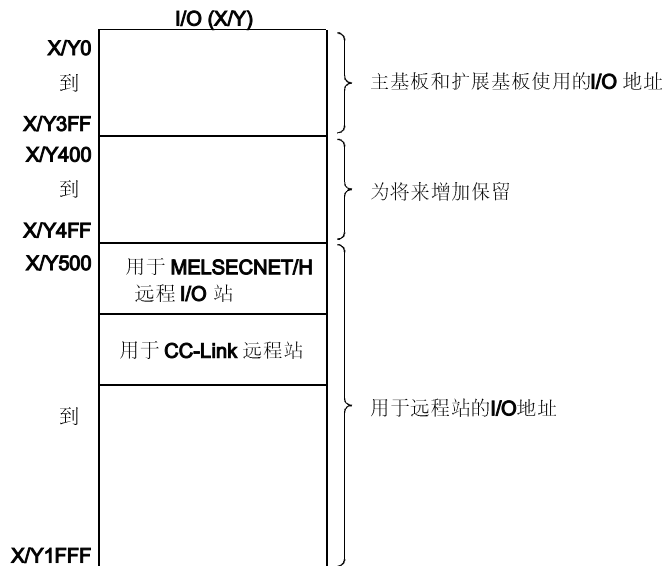 I/O (X/Y)
X/Y0
到
X/Y3FF
主基板和扩展基板使用的I/O 地址
X/Y400
到
X/Y4FF
为将来增加保留
X/Y500
用于 MELSECNET/H
远程 I/O 站
用于 CC-Link 远程站
到
用于远程站的I/O地址
X/Y1FFF